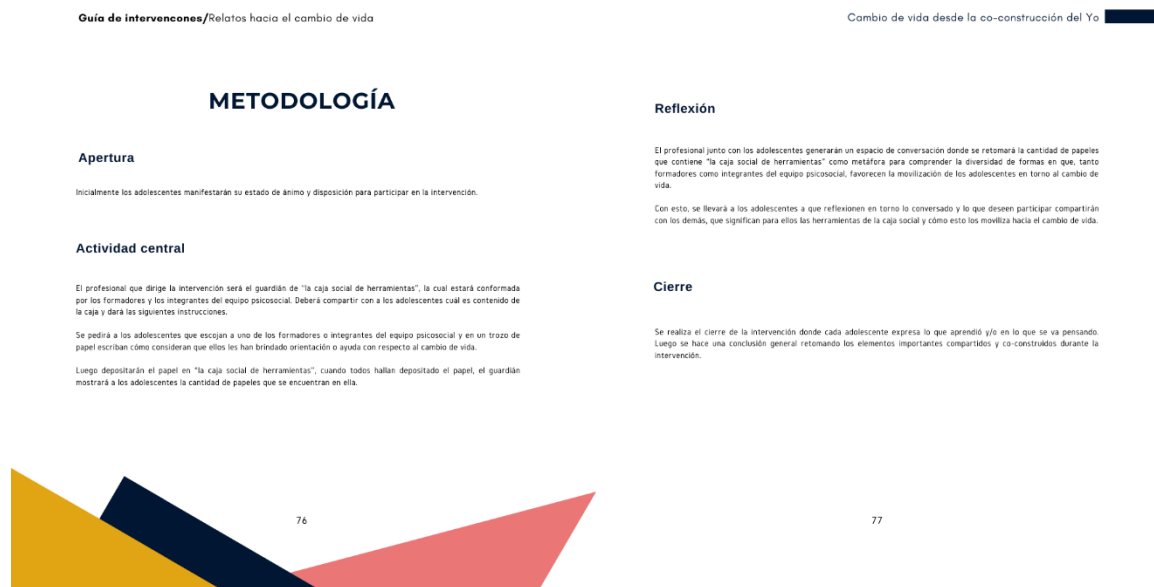 Guía de intervencones/Relatos hacia el cambio de vida
METODOLOGÍA
Apertura
Inicialmente los adolescentes manifestarán su estado de ánimo y disposición para participar en la intervención.
Actividad central
El profesional que dirige la intervención será el guardián de "la caja social de herramientas", la cual estará conformada
por los formadores y los integrantes del equipo psicosocial. Deberá compartir con a los adolescentes cuál es contenido de
la caja y dará las siguientes instrucciones.
Se pedirá a los adolescentes que escojan a uno de los formadores o integrantes del equipo psicosocial y en un trozo de
papel escriban cómo consideran que ellos les han brindado orientación o ayuda con respecto al cambio de vida.
Luego depositarán el papel en "la caja social de herramientas", cuando todos hallan depositado el papel, el guardián
mostrará a los adolescentes la cantidad de papeles que se encuentran en ella.
76
Cambio de vida desde la co-construcción del Yo
Reflexión
El profesional junto con los adolescentes generarán un espacio de conversación donde se retomará la cantidad de papeles
que contiene "la caja social de herramientas" como metáfora para comprender la diversidad de formas en que, tanto
formadores como integrantes del equipo psicosocial, favorecen la movilización de los adolescentes en torno al cambio de
vida.
Con esto, se llevará a los adolescentes a que reflexionen en torno lo conversado y lo que deseen participar compartirán
con los demás, que significan para ellos las herramientas de la caja social y cómo esto los moviliza hacia el cambio de vida.
Cierre
Se realiza el cierre de la intervención donde cada adolescente expresa lo que aprendió y/o en lo que se va pensando.
Luego se hace una conclusión general retomando los elementos importantes compartidos y co-construidos durante la
intervención.
77